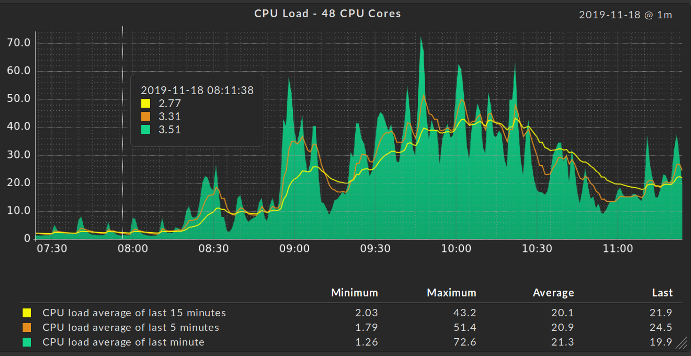 CPU Load - 48 CPU Cores
2019-11-18 @ 1m
70.0
60.0
50.0
40.0
30.0
20.0
10.0
0
2019-11-18 08:11:38
2.77
3.31
3.51
07:30 08:00 08:30 09:00 09:30 10:00 10:30 11:00
Minimum Maximum Average Last
CPU load average of last 15 minutes 2.03 43.2 20.1 21.9
CPU load average of last 5 minutes 1.79 51.4 20.9 24.5
CPU load average of last minute 1.26 72.6 21.3 19.9